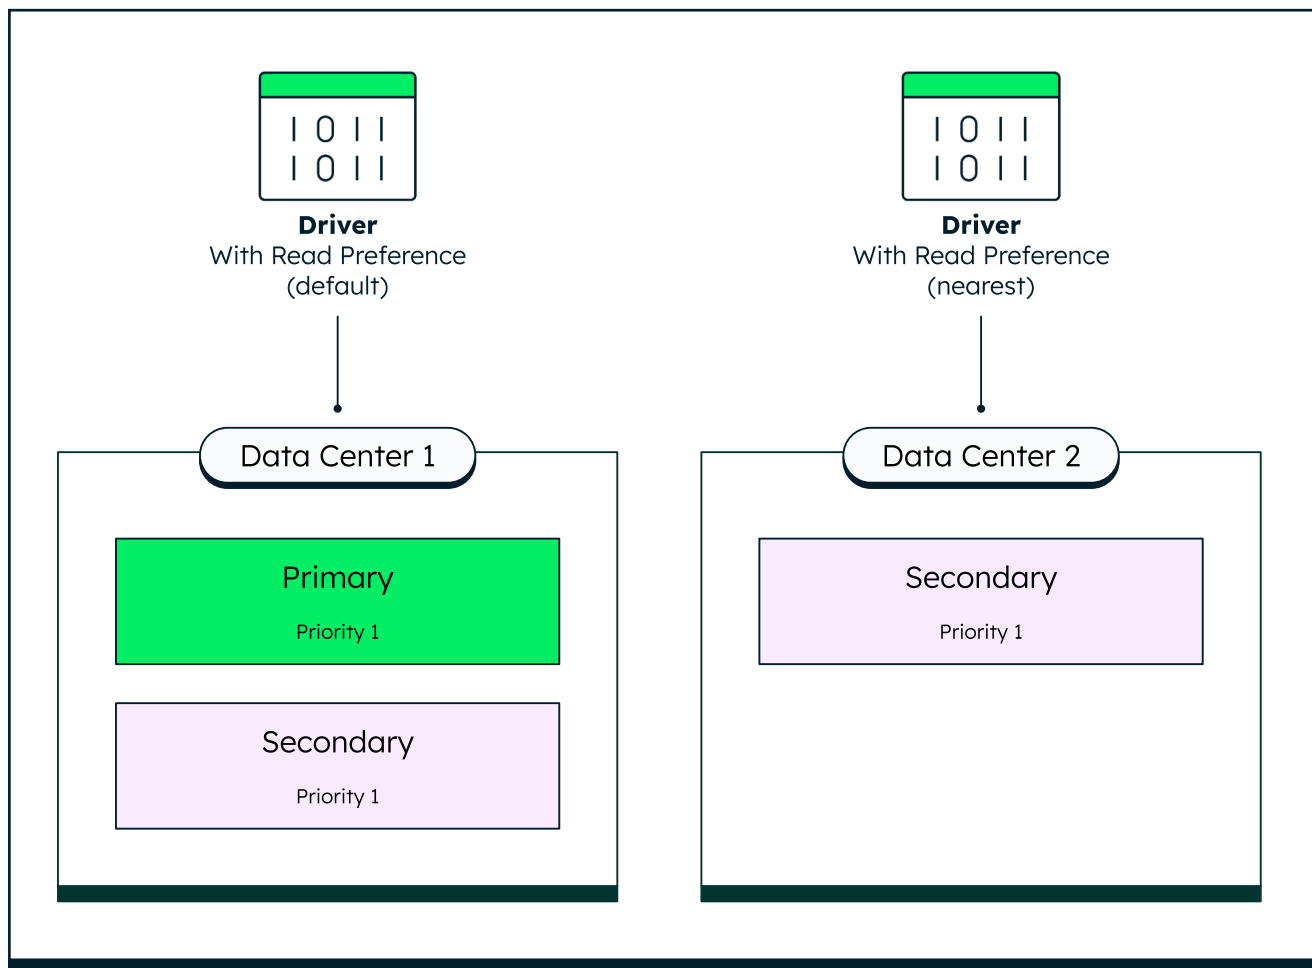 1011
1011
Driver
With Read Preference
(default)
1011
1011
Driver
With Read Preference
(nearest)
Data Center 1
Primary
Priority 1
Secondary
Priority 1
Data Center 2
Secondary
Priority 1